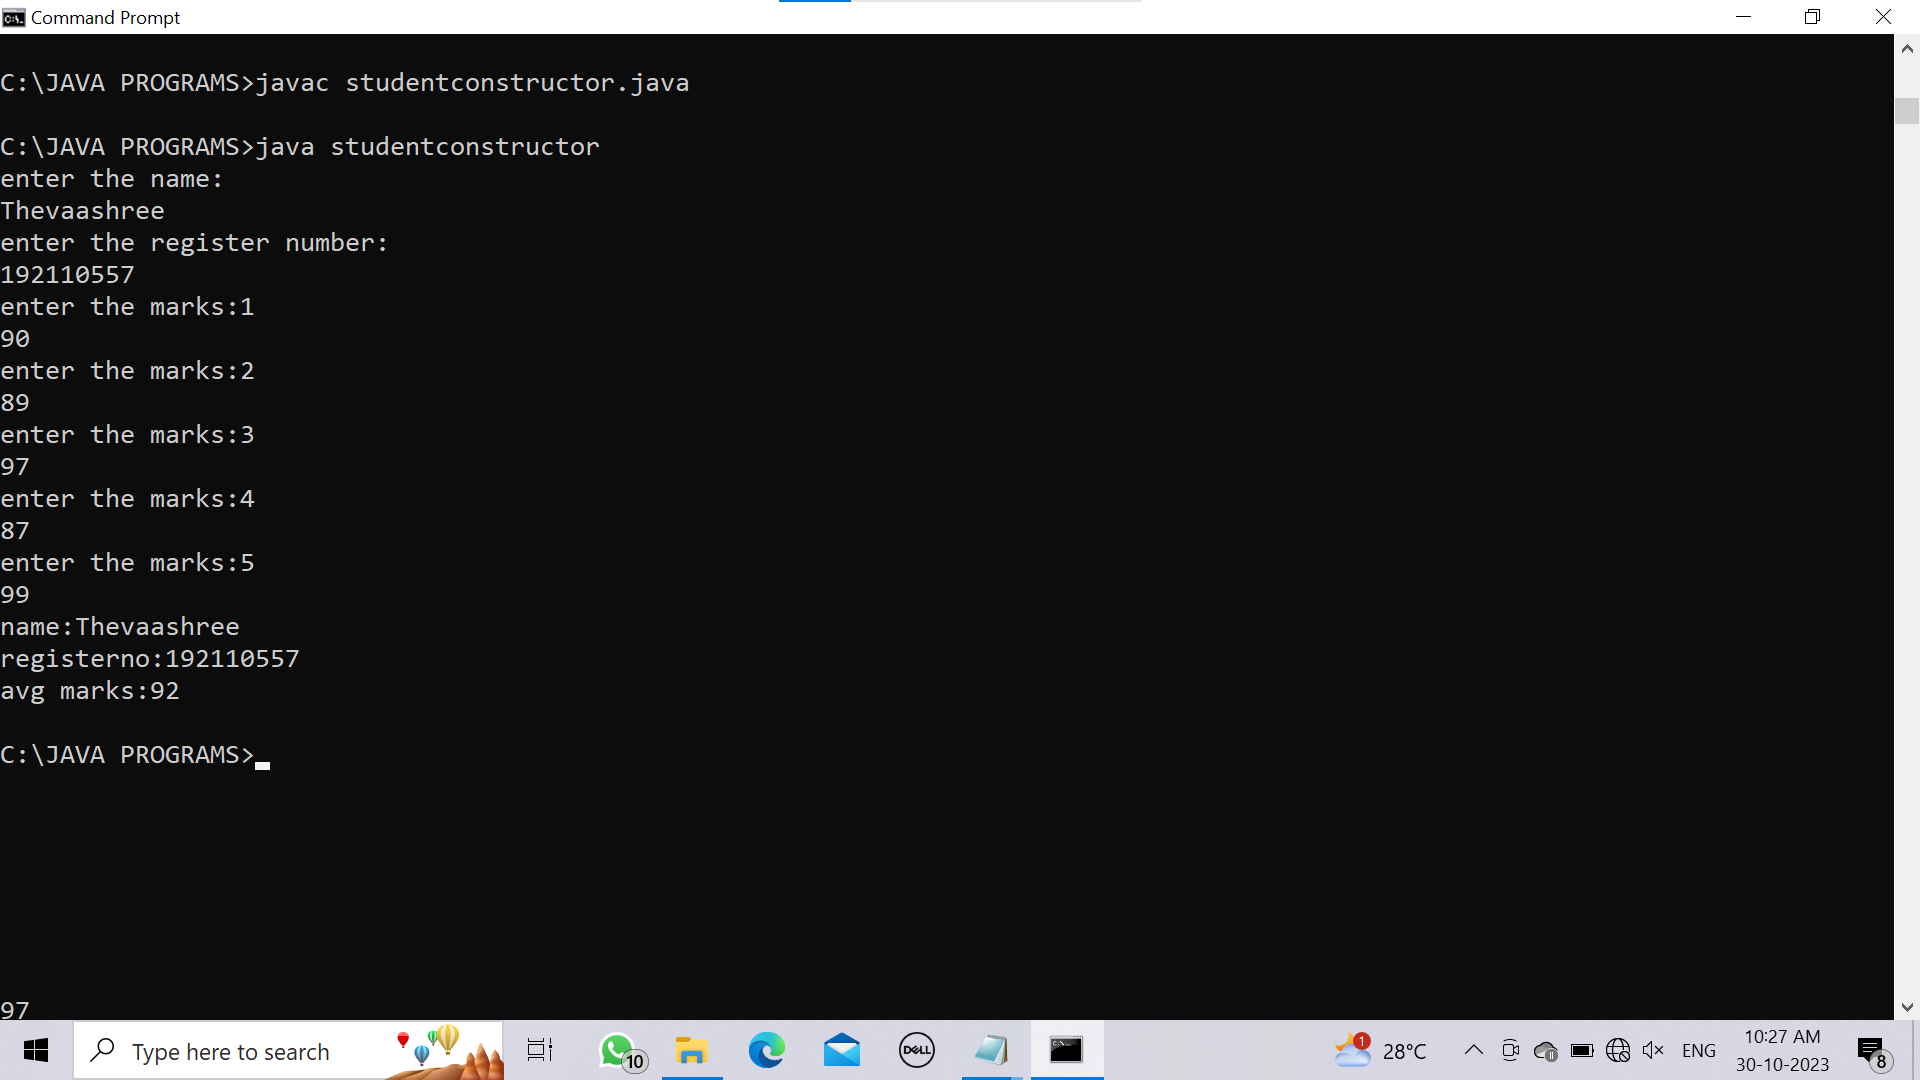 Command Prompt
C:\JAVA PROGRAMS>javac studentconstructor.java
C:\JAVA PROGRAMS>java studentconstructor
enter the name:
Thevaashree
enter the register number:
192110557
enter the marks:1
90
enter the marks:2
89
enter the marks:3
97
enter the marks:4
87
enter the marks:5
99
name:Thevaashree
registerno:192110557
avg marks:92
C:\JAVA PROGRAMS>
97
Type here to search
10
DELL
1
28°C
ENG
10:27 AM
30-10-2023
8